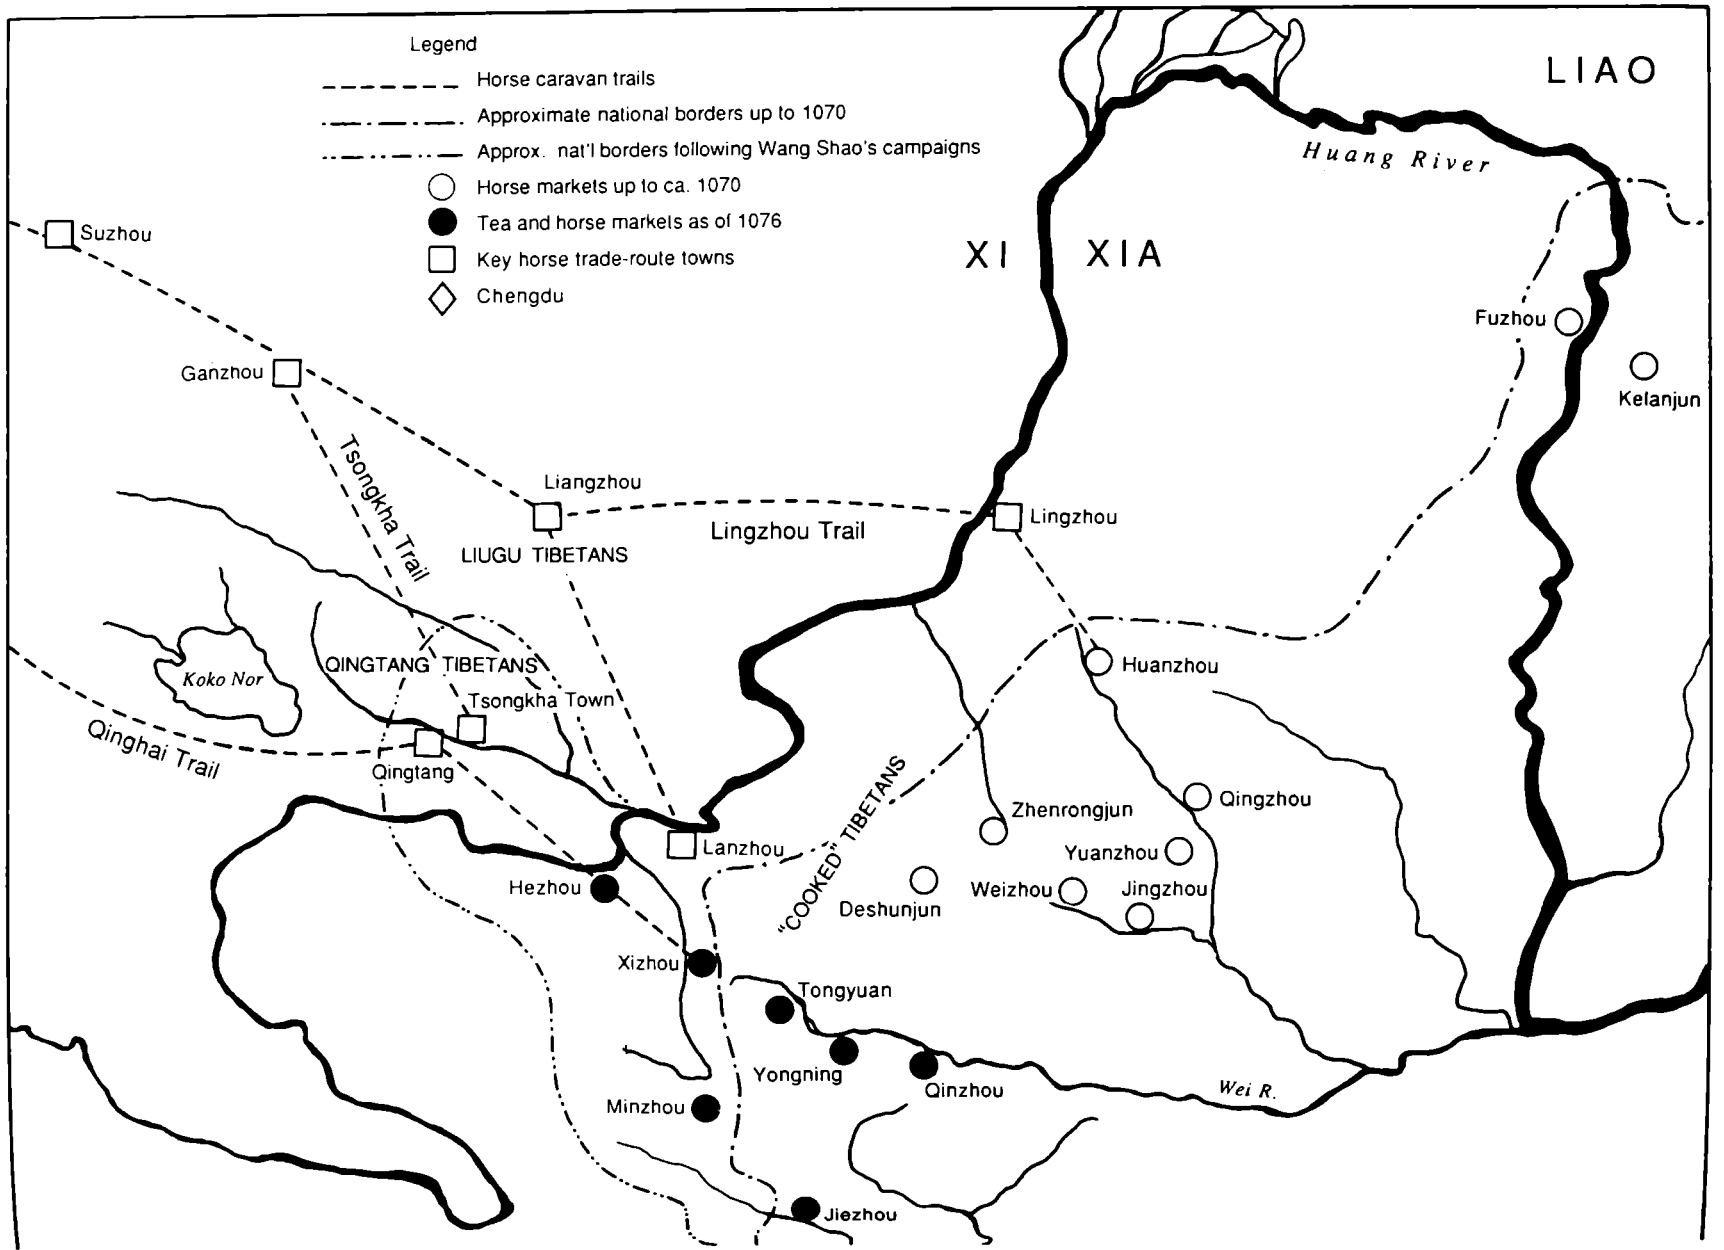 Legend
Horse caravan trails
Approximate national borders up to 1070
Approx. nat'l borders following Wang Shao's campaigns
Horse markets up to ca. 1070
Tea and horse markets as of 1076
Key horse trade-route towns
Chengdu
LIAO
Huang River
XI XIA
Suzhou
Fuzhou
Kelanjun
Ganzhou
Tsongkha Trail
Liangzhou
LIUGU TIBETANS
Lingzhou Trail
Lingzhou
Koko Nor
QINGTANG TIBETANS
Tsongkha Town
Huanzhou
Qinghai Trail
Qingtang
"COOKED" TIBETANS
Zhenrongjun
Qingzhou
Lanzhou
Yuanzhou
Hezhou
Weizhou
Jingzhou
Deshunjun
Xizhou
Tongyuan
Yongning
Qinzhou
Wei R.
Minzhou
Jiezhou